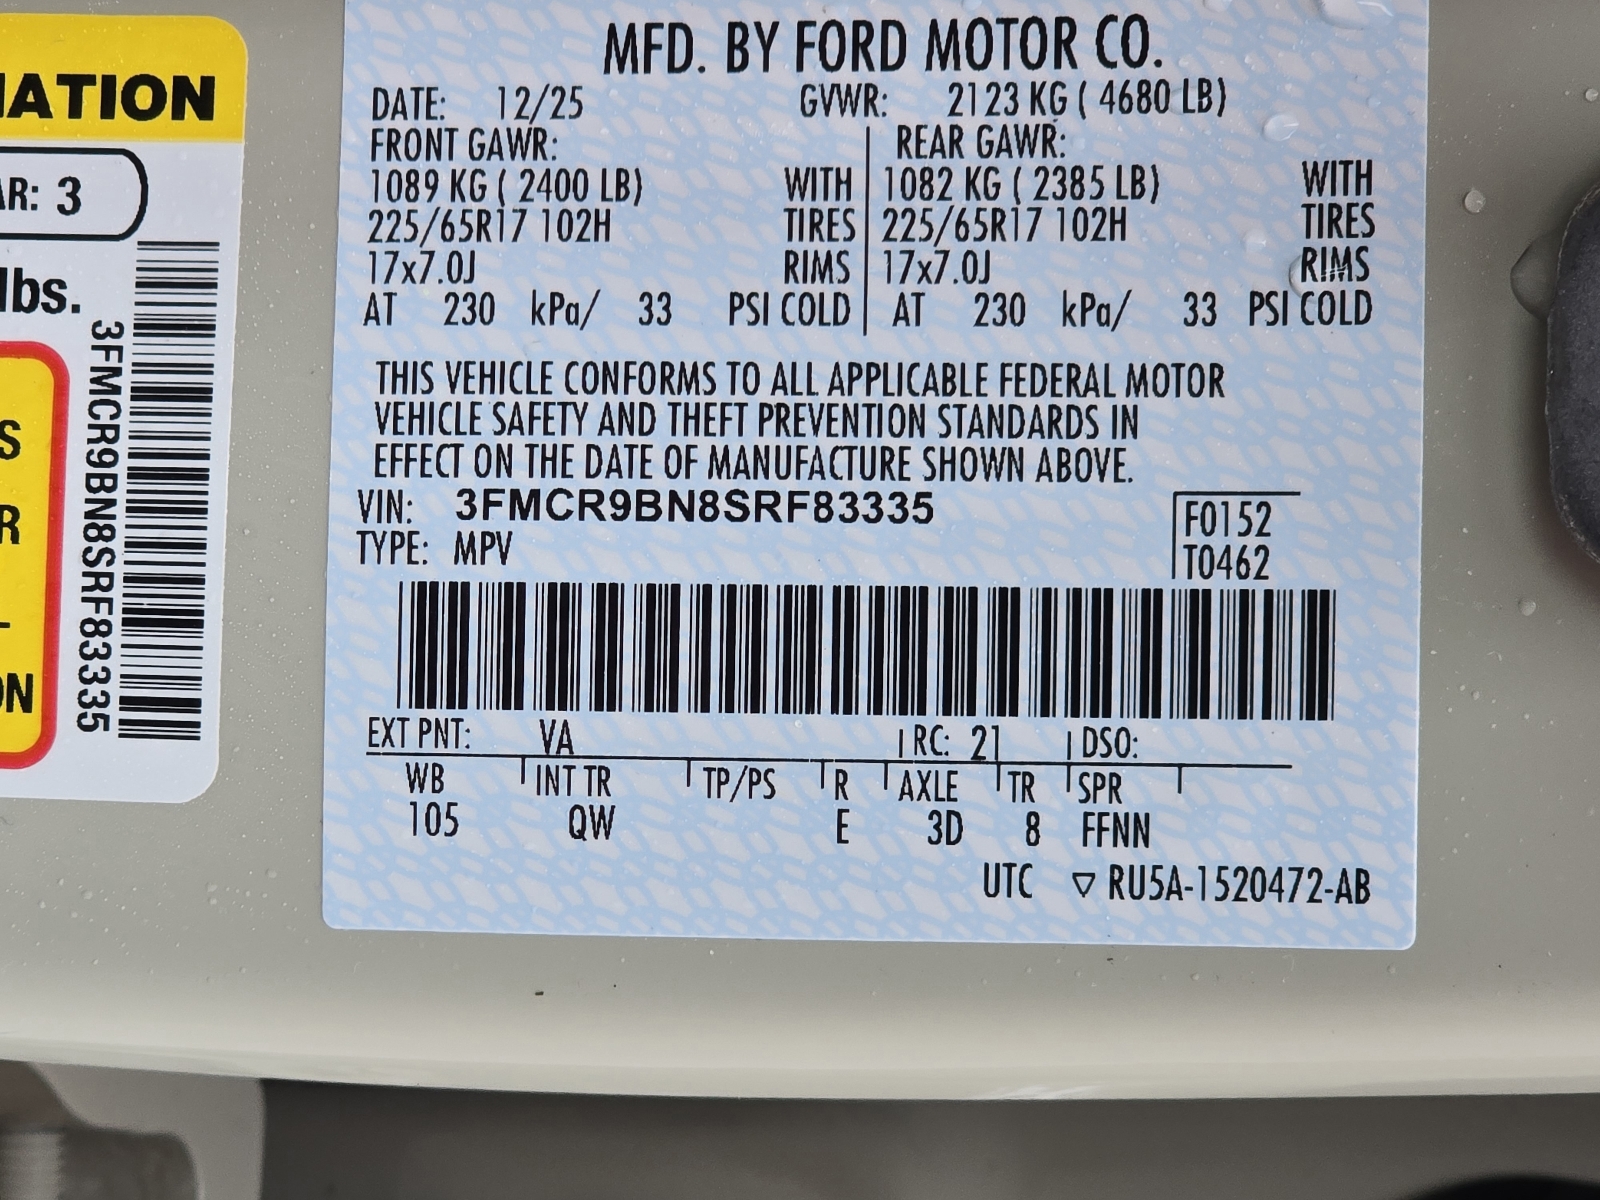 MATION
AR: 3
lbs.
3FMCR9BN8SRF83335
S
R
ON
MFD. BY FORD MOTOR CO.
DATE: 12/25 GVWR: 2123 KG ( 4680 LB)
FRONT GAWR: REAR GAWR:
1089 KG ( 2400 LB) WITH 1082 KG ( 2385 LB) WITH
225/65R17 102H TIRES 225/65R17 102H TIRES
17x7.0J RIMS 17x7.0J RIMS
AT 230 kPa/ 33 PSI COLD AT 230 kPa/ 33 PSI COLD
THIS VEHICLE CONFORMS TO ALL APPLICABLE FEDERAL MOTOR
VEHICLE SAFETY AND THEFT PREVENTION STANDARDS IN
EFFECT ON THE DATE OF MANUFACTURE SHOWN ABOVE.
VIN: 3FMCR9BN8SRF83335 F0152
TYPE: MPV T0462
EXT PNT: VA RC: 21 DSO:
WB INT TR TP/PS R AXLE TR SPR
105 QW E 3D 8 FFNN
UTC ▽ RU5A-1520472-AB